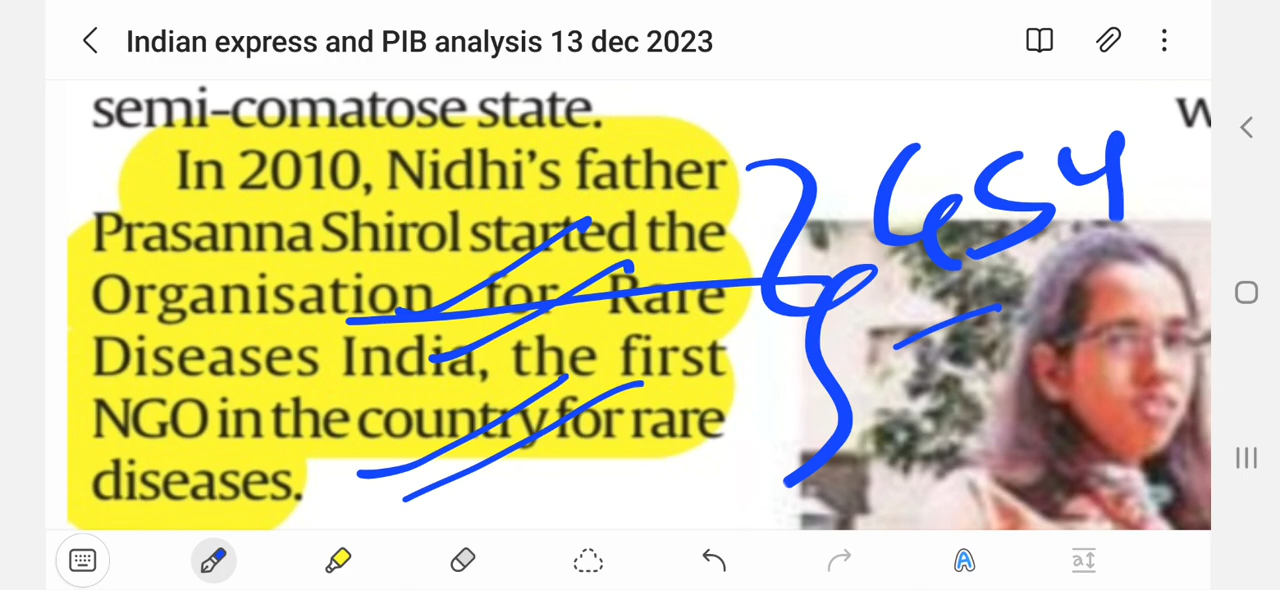 Indian express and PIB analysis 13 dec 2023
semi-comatose state.
In 2010, Nidhi's father
Prasanna Shirol started the
Organisation for Rare
Diseases India, the first
NGO in the country for rare
diseases.